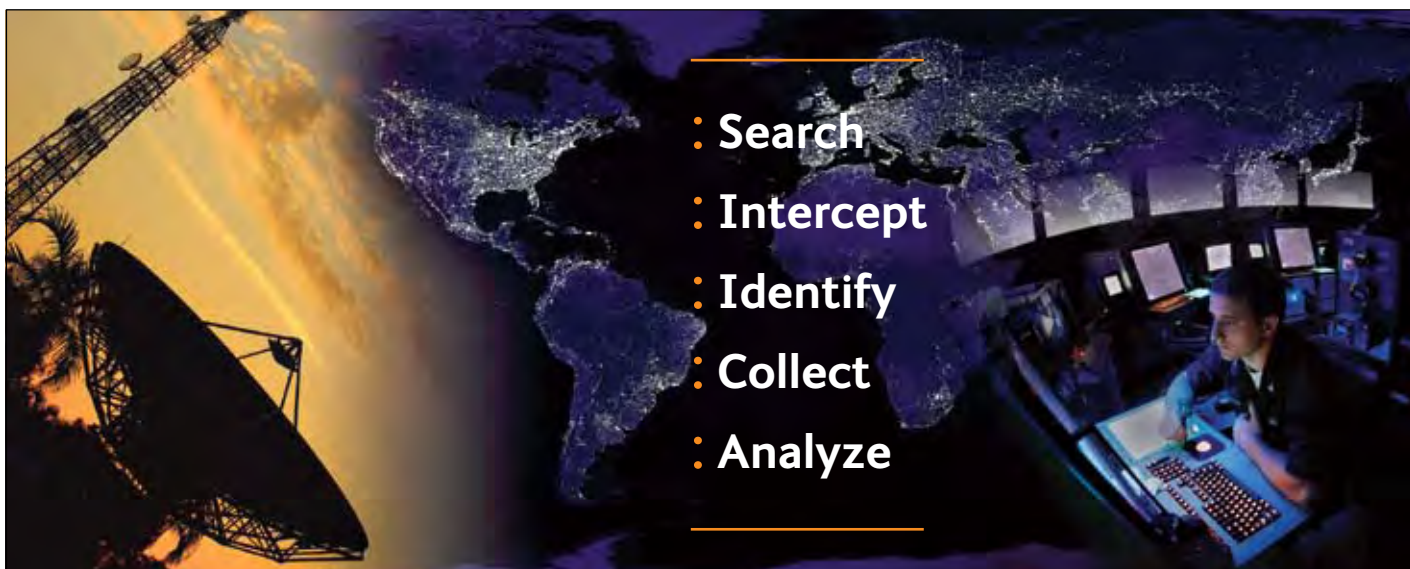 : Search
: Intercept
: Identify
: Collect
: Analyze